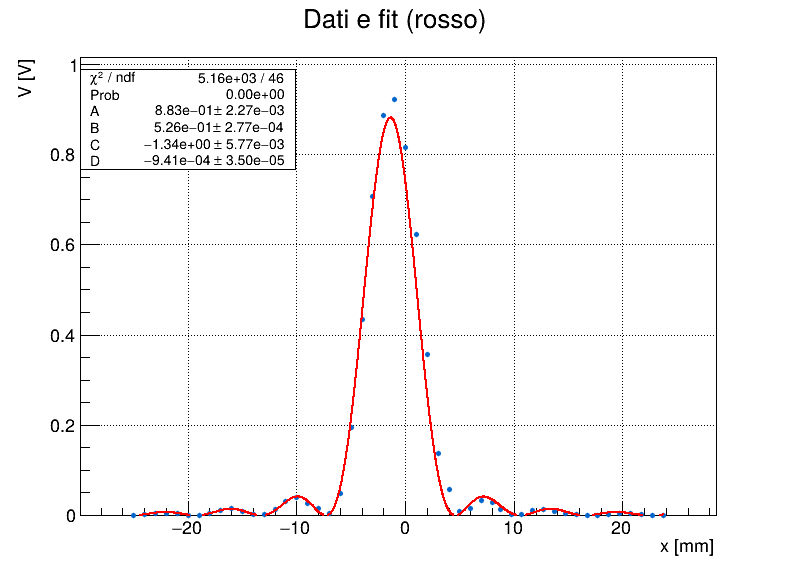 Dati e fit (rosso)
V [V]
χ² / ndf 5.16e+03 / 46
Prob 0.00e+00
A 8.83e−01± 2.27e−03
B 5.26e−01± 2.77e−04
C −1.34e+00 ± 5.77e−03
D −9.41e−04 ± 3.50e−05
1
0.8
0.6
0.4
0.2
0
−20 −10 0 10 20
x [mm]